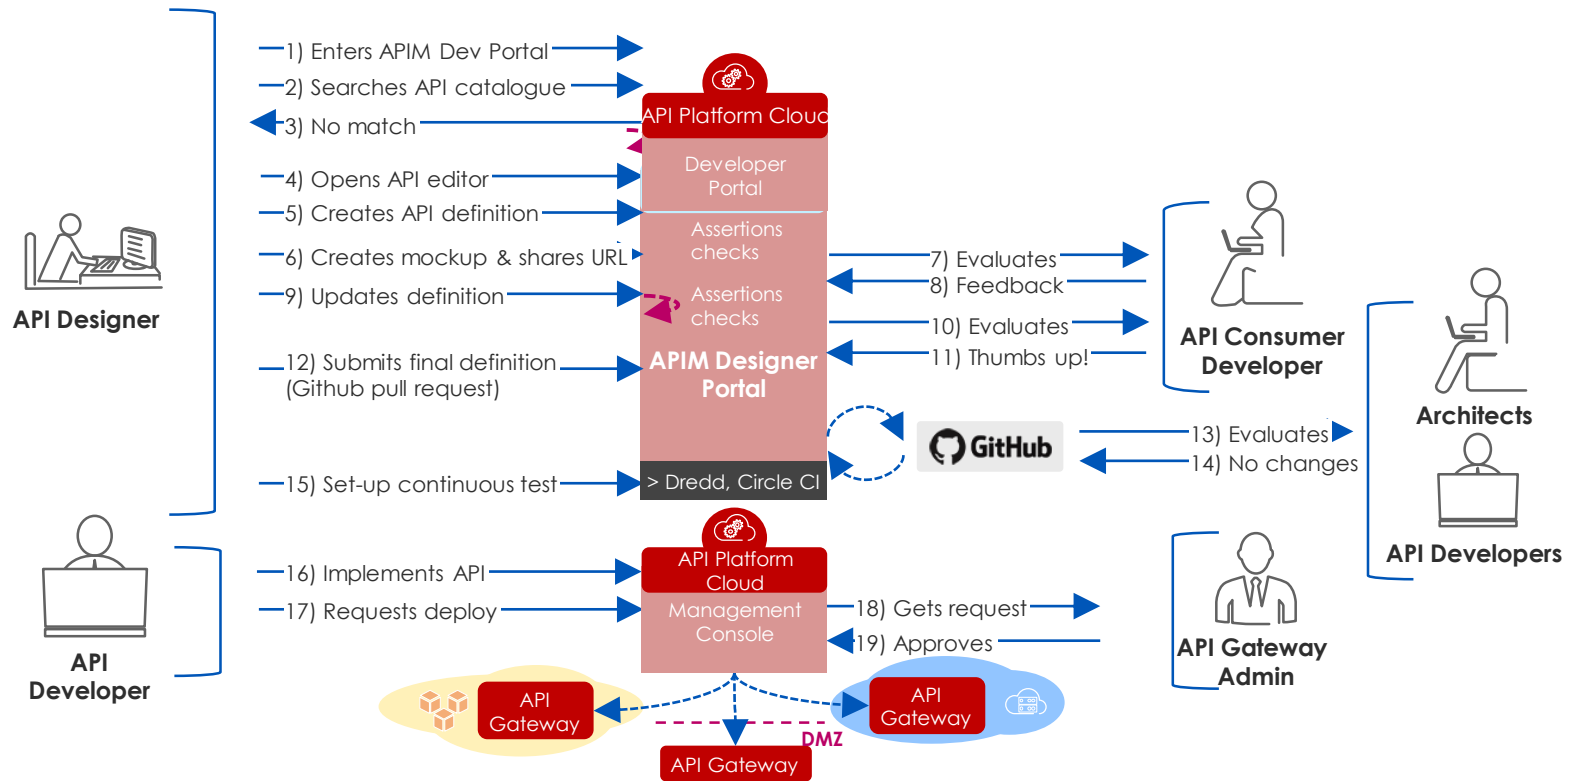 1) Enters APIM Dev Portal
2) Searches API catalogue
3) No match
4) Opens API editor
5) Creates API definition
6) Creates mockup & shares URL
9) Updates definition
12) Submits final definition
(Github pull request)
15) Set-up continuous test
16) Implements API
17) Requests deploy
API Designer
API
Developer
API Platform Cloud
Developer
Portal
Assertions
checks
Assertions
checks
APIM Designer
Portal
> Dredd, Circle CI
API Platform
Cloud
Management
Console
7) Evaluates
8) Feedback
10) Evaluates
11) Thumbs up!
GitHub
13) Evaluates
14) No changes
18) Gets request
19) Approves
API Consumer
Developer
Architects
API Developers
API Gateway
Admin
API
Gateway
API
Gateway
DMZ
API Gateway